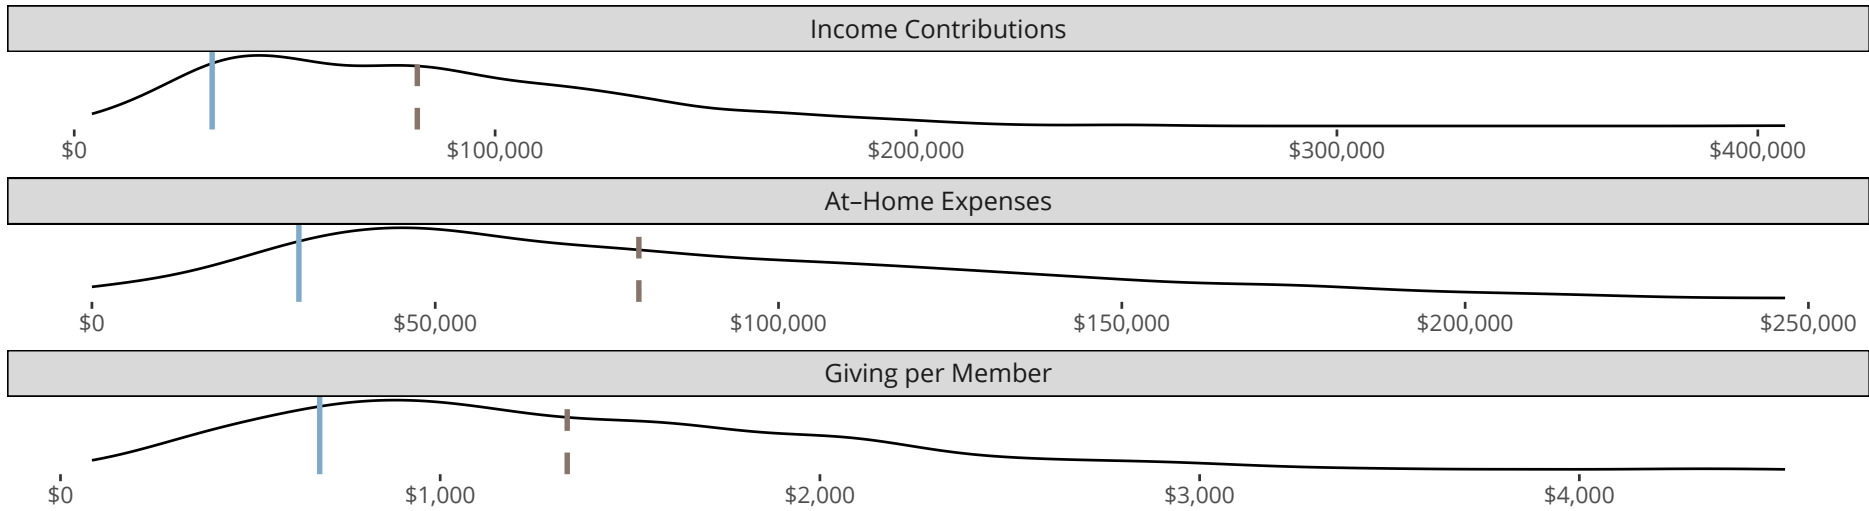 Income Contributions
$0 $100,000 $200,000 $300,000 $400,000
At–Home Expenses
$0 $50,000 $100,000 $150,000 $200,000 $250,000
Giving per Member
$0 $1,000 $2,000 $3,000 $4,000